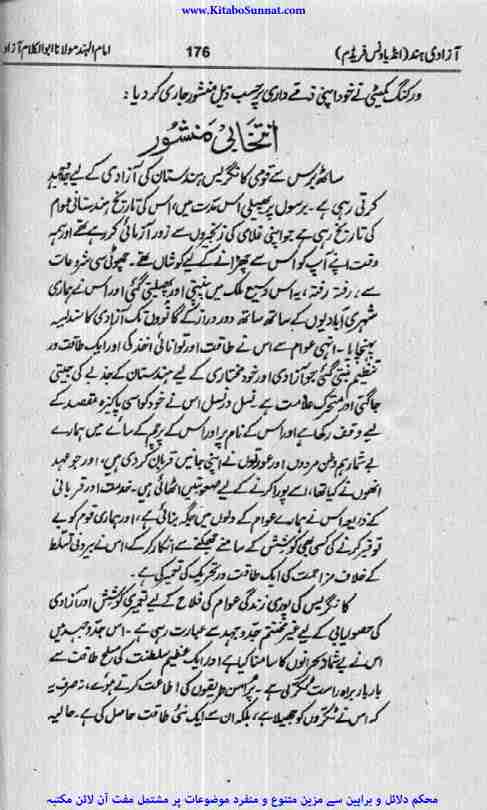 www.KitaboSunnat.com
آزادیٔ ہند (انڈیا ونس فریڈم) 176 امام الہند مولانا ابوالکلام آزاد
ورکنگ کمیٹی نے خود اپنی ذمے داری پر حسب ذیل منشور جاری کر دیا:
انتخابی منشور
ساٹھ برس سے قومی کانگریس ہندستان کی آزادی کے لیے جدوجہد
کرتی رہی ہے۔ برسوں پر پھیلی اس مدت میں، اس کی تاریخ ہندستانی عوام
کی تاریخ رہی ہے جو اپنی غلامی کی زنجیروں سے زور آزمائی کر رہے تھے اور ہمہ
وقت اپنے آپ کو اس سے چھڑانے کے لیے کوشاں تھے۔ چھوٹی سی شروعات
سے، رفتہ رفتہ، یہ اس وسیع ملک میں پنپتی اور پھیلتی گئی اور اس نے ہماری
شہری آبادیوں کے ساتھ ساتھ دور دراز کے گانووں تک آزادی کا سندیسہ
پہنچایا۔ انہی عوام سے اس نے طاقت اور توانائی اخذ کی اور ایک طاقت ور
تنظیم بنتی گئی جو آزادی اور خود مختاری کے لیے ہندستان کے جذبے کی جیتی
جاگتی اور متحرک علامت ہے۔ نسل در نسل اس نے خود کو اسی پاکیزہ مقصد کے
لیے وقف رکھا ہے اور اس کے نام پر اور اس کے پرچم کے سائے میں ہمارے
بے شمار ہم وطن مردوں اور عورتوں نے اپنی جانیں قربان کر دی ہیں، اور جو عہد
انھوں نے کیا تھا، اسے پورا کرنے کے لیے صعوبتیں اٹھائی ہیں۔ خدمت اور قربانی
کے ذریعہ اس نے ہمارے عوام کے دلوں میں جگہ بنائی ہے، اور ہماری قوم کو بے
توقیر کرنے کی کسی بھی کوشش کے سامنے جھکنے سے انکار کر کے، اس نے بیرونی تسلط
کے خلاف مزاحمت کی ایک طاقت ور تحریک کی تعمیر کی ہے۔
کانگریس کی پوری زندگی عوام کی فلاح کے لیے تعمیری کوشش اور آزادی
کی حصولیابی کے لیے غیر مختتم جدوجہد سے عبارت رہی ہے۔ اس جدوجہد میں
اس نے بے شمار بحرانوں کا سامنا کیا ہے اور ایک عظیم سلطنت کی مسلح طاقت سے
بار بار براہ راست ٹکر لی ہے۔ پرامن طریقوں کی اطاعت کرتے ہوئے، نہ صرف یہ
کہ اس نے ٹکروں کو جھیلا ہے، بلکہ ان سے ایک نئی طاقت حاصل کی ہے۔ حالیہ
محکم دلائل و براہین سے مزین متنوع و منفرد موضوعات پر مشتمل مفت آن لائن مکتبہ